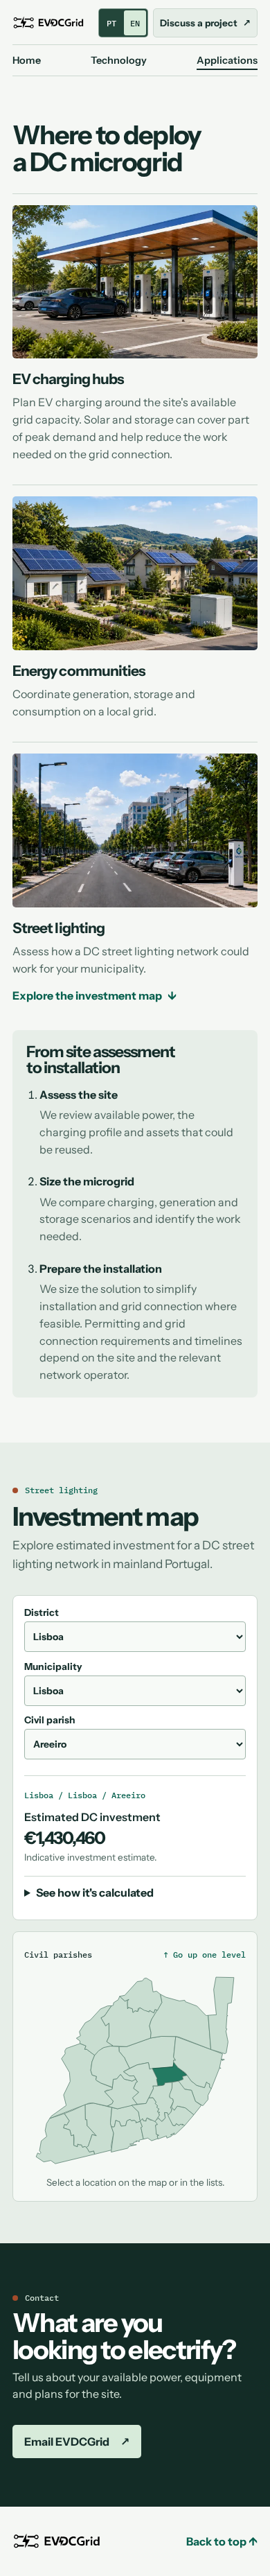 EVDCGrid
PT EN
Discuss a project ↗
Home Technology Applications
Where to deploy
a DC microgrid
EV charging hubs
Plan EV charging around the site's available
grid capacity. Solar and storage can cover part
of peak demand and help reduce the work
needed on the grid connection.
Energy communities
Coordinate generation, storage and
consumption on a local grid.
Street lighting
Assess how a DC street lighting network could
work for your municipality.
Explore the investment map ↓
From site assessment
to installation
1. Assess the site
We review available power, the
charging profile and assets that could
be reused.
2. Size the microgrid
We compare charging, generation and
storage scenarios and identify the work
needed.
3. Prepare the installation
We size the solution to simplify
installation and grid connection where
feasible. Permitting and grid
connection requirements and timelines
depend on the site and the relevant
network operator.
Street lighting
Investment map
Explore estimated investment for a DC street
lighting network in mainland Portugal.
District
Lisboa
Municipality
Lisboa
Civil parish
Areeiro
Lisboa / Lisboa / Areeiro
Estimated DC investment
€1,430,460
Indicative investment estimate.
▶ See how it's calculated
Civil parishes ↑ Go up one level
Select a location on the map or in the lists.
Contact
What are you
looking to electrify?
Tell us about your available power, equipment
and plans for the site.
Email EVDCGrid ↗
EVDCGrid
Back to top ↑